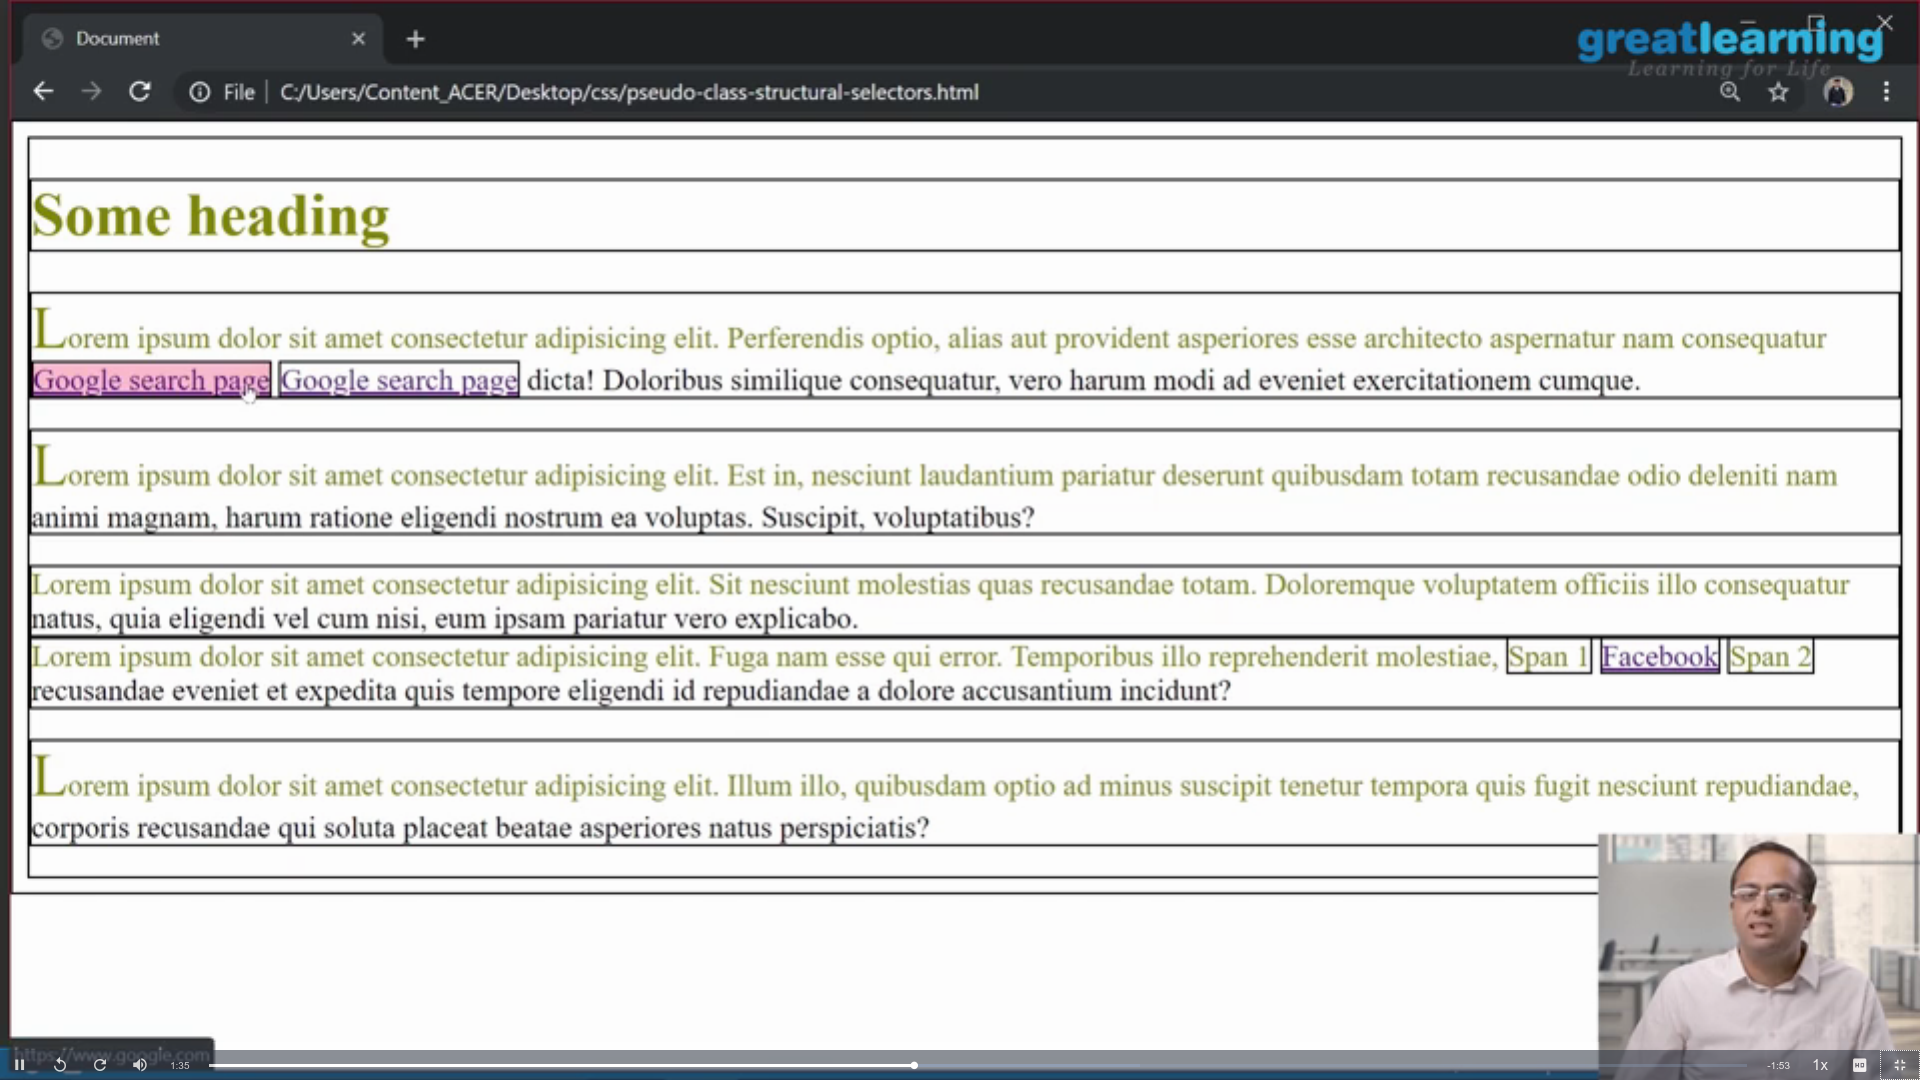 Document
greatlearning
Learning for Life
File
C:/Users/Content_ACER/Desktop/css/pseudo-class-structural-selectors.html
Some heading
Lorem ipsum dolor sit amet consectetur adipisicing elit. Perferendis optio, alias aut provident asperiores esse architecto aspernatur nam consequatur
Google search page Google search page dicta! Doloribus similique consequatur, vero harum modi ad eveniet exercitationem cumque.
Lorem ipsum dolor sit amet consectetur adipisicing elit. Est in, nesciunt laudantium pariatur deserunt quibusdam totam recusandae odio deleniti nam
animi magnam, harum ratione eligendi nostrum ea voluptas. Suscipit, voluptatibus?
Lorem ipsum dolor sit amet consectetur adipisicing elit. Sit nesciunt molestias quas recusandae totam. Doloremque voluptatem officiis illo consequatur
natus, quia eligendi vel cum nisi, eum ipsam pariatur vero explicabo.
Lorem ipsum dolor sit amet consectetur adipisicing elit. Fuga nam esse qui error. Temporibus illo reprehenderit molestiae, Span 1 Facebook Span 2
recusandae eveniet et expedita quis tempore eligendi id repudiandae a dolore accusantium incidunt?
Lorem ipsum dolor sit amet consectetur adipisicing elit. Illum illo, quibusdam optio ad minus suscipit tenetur tempora quis fugit nesciunt repudiandae,
corporis recusandae qui soluta placeat beatae asperiores natus perspiciatis?
https://www.google.com
1:35
-1:53
1x
HD